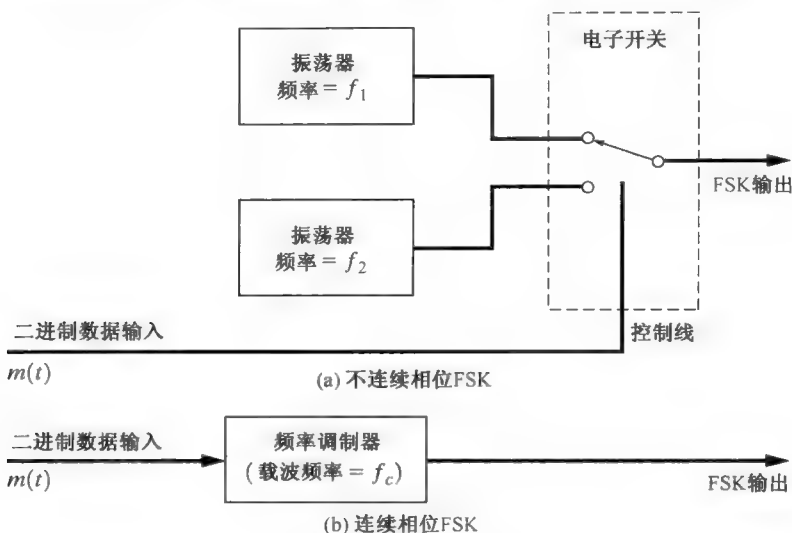 电子开关
振荡器
频率 = f₁
FSK输出
振荡器
频率 = f₂
二进制数据输入
控制线
m(t)
(a) 不连续相位FSK
二进制数据输入
频率调制器
(载波频率 = f_c)
m(t)
FSK输出
(b) 连续相位FSK